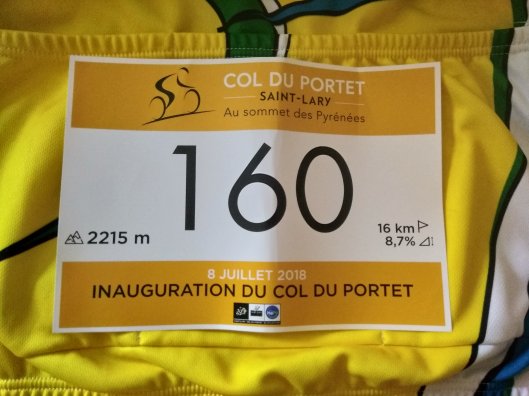 COL DU PORTET
SAINT-LARY
Au sommet des Pyrénées
160
2215 m
16 km
8,7%
8 JUILLET 2018
INAUGURATION DU COL DU PORTET